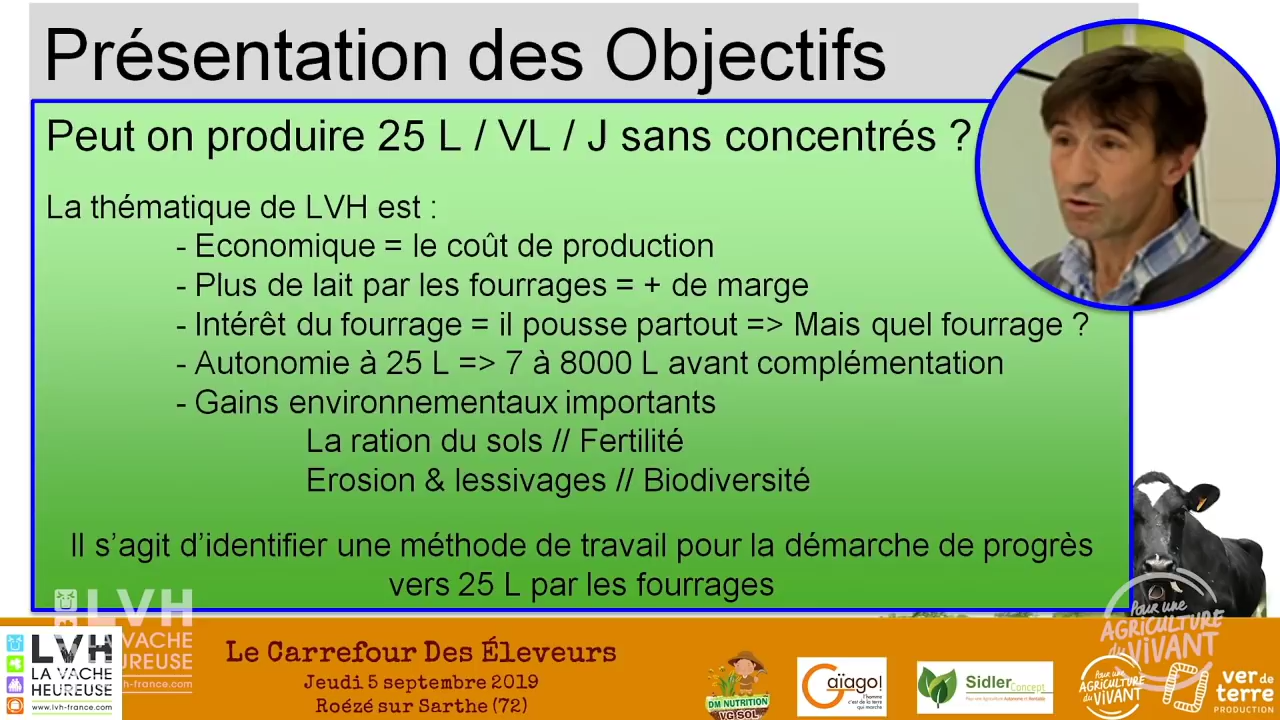 Présentation des Objectifs
Peut on produire 25 L / VL / J sans concentrés ?
La thématique de LVH est :
- Economique = le coût de production
- Plus de lait par les fourrages = + de marge
- Intérêt du fourrage = il pousse partout => Mais quel fourrage ?
- Autonomie à 25 L => 7 à 8000 L avant complémentation
- Gains environnementaux importants
La ration du sols // Fertilité
Erosion & lessivages // Biodiversité
Il s’agit d’identifier une méthode de travail pour la démarche de progrès
vers 25 L par les fourrages
LVH
LA VACHE
HEUREUSE
www.lvh-france.com
LVH
LA VACHE
HEUREUSE
lvh-france.com
Le Carrefour Des Éleveurs
Jeudi 5 septembre 2019
Roézé sur Sarthe (72)
DM NUTRITION
VG SOL
Gaïago!
l'homme
c'est de la terre
qui marche
Sidler Concept
Pour une
AGRICULTURE
du VIVANT
Pour une
AGRICULTURE
du VIVANT
ver de
terre
PRODUCTION